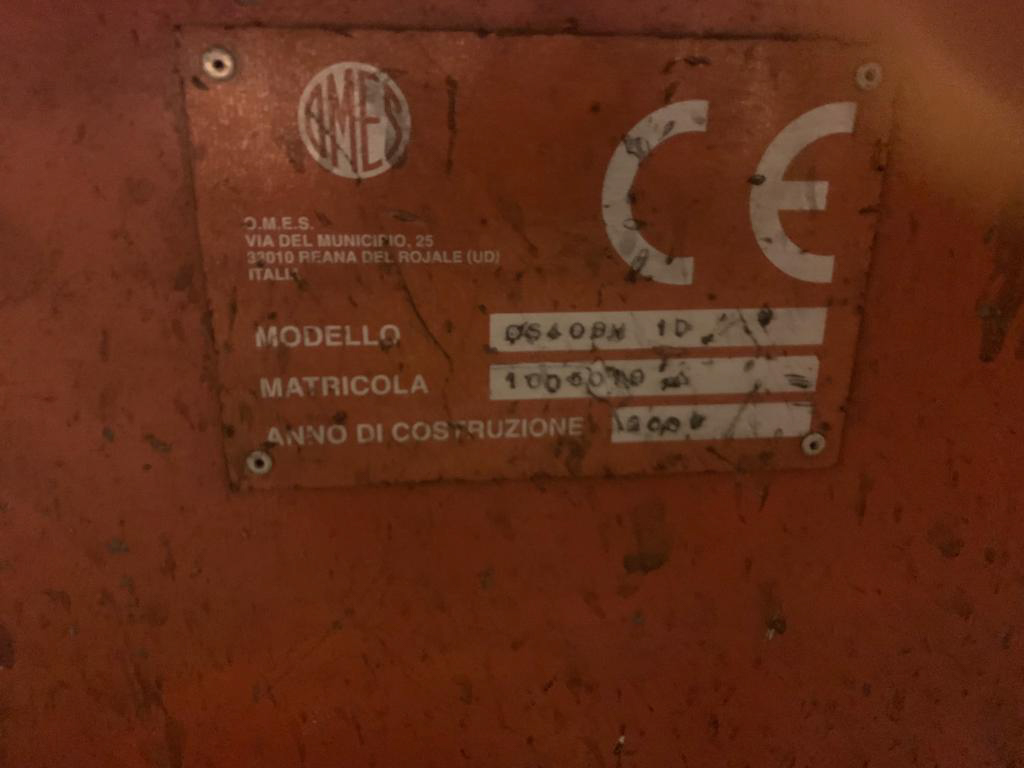 OMES
CE
O.M.E.S.
VIA DEL MUNICIPIO, 25
33010 REANA DEL ROJALE (UD)
ITALIA
MODELLO
MATRICOLA
ANNO DI COSTRUZIONE